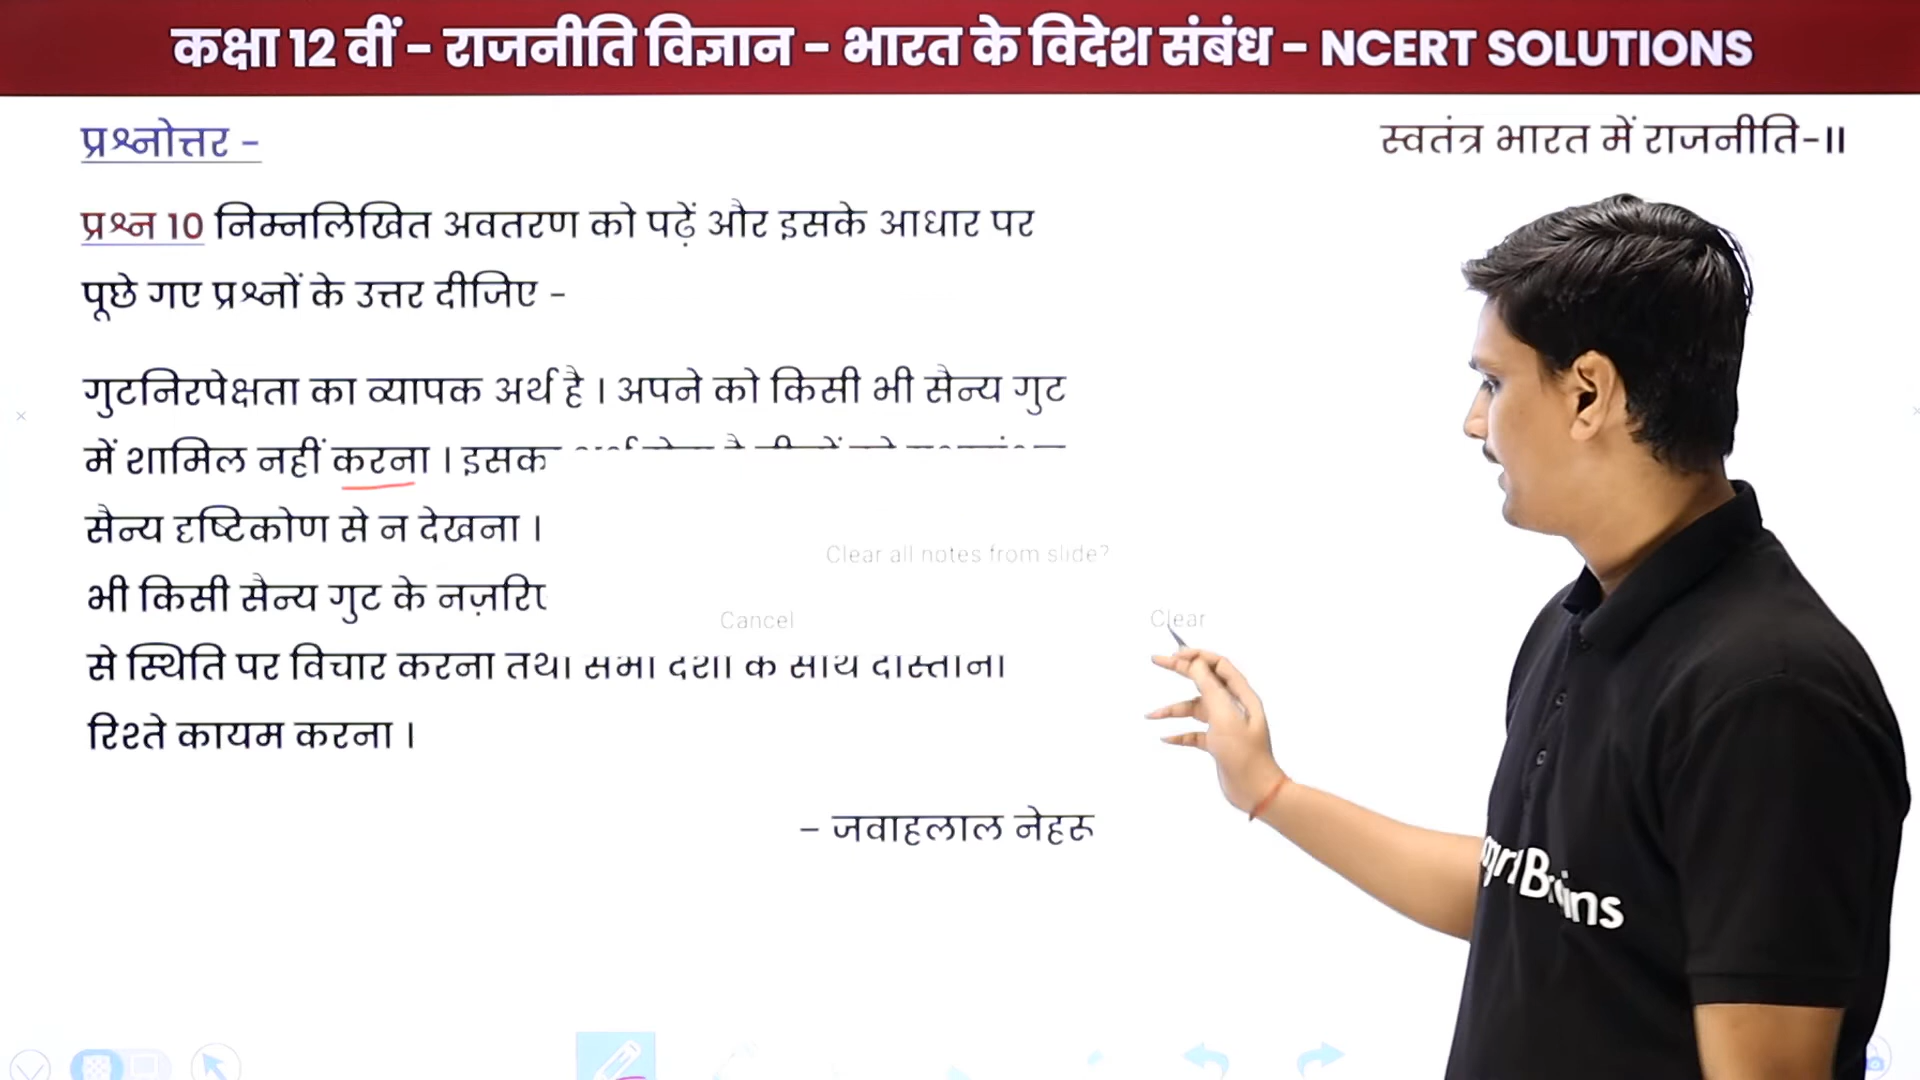 कक्षा 12 वीं – राजनीति विज्ञान – भारत के विदेश संबंध – NCERT SOLUTIONS
प्रश्नोत्तर –
स्वतंत्र भारत में राजनीति-II
प्रश्न 10 निम्नलिखित अवतरण को पढ़ें और इसके आधार पर
पूछे गए प्रश्नों के उत्तर दीजिए –
गुटनिरपेक्षता का व्यापक अर्थ है । अपने को किसी भी सैन्य गुट
में शामिल नहीं करना ।
सैन्य दृष्टिकोण से न देखना ।
Clear all notes from slide?
भी किसी सैन्य गुट के
Cancel Clear
से स्थिति पर विचार करना तथा सभी देशों के साथ दोस्ताना
रिश्ते कायम करना ।
– जवाहलाल नेहरू